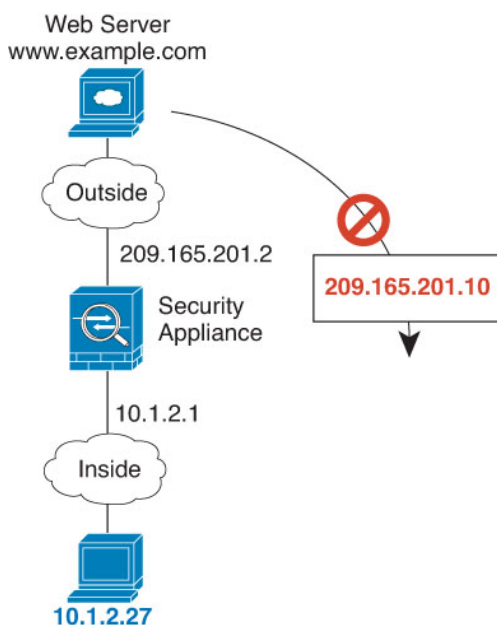 Web Server
www.example.com
Outside
209.165.201.2
209.165.201.10
Security
Appliance
10.1.2.1
Inside
10.1.2.27